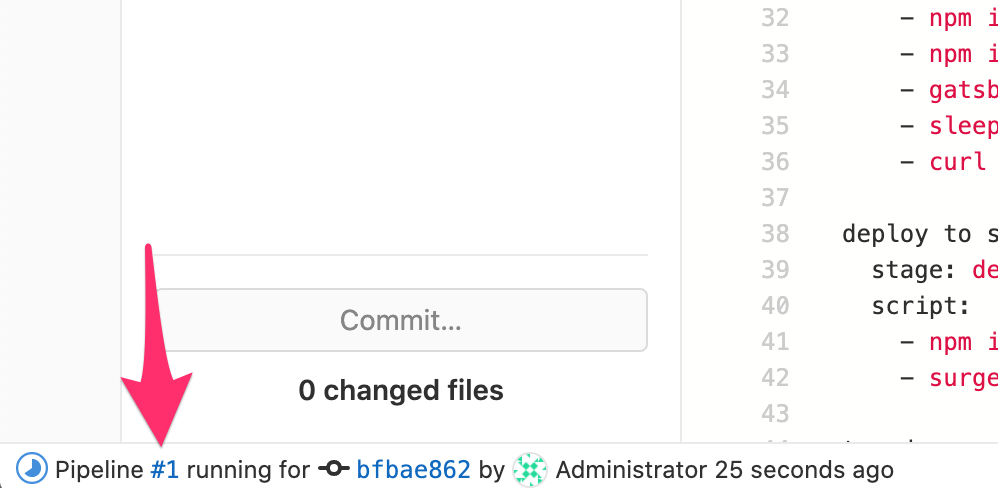 Commit...
0 changed files
32 - npm i
33 - npm i
34 - gatsb
35 - sleep
36 - curl
37
38 deploy to s
39 stage: de
40 script:
41 - npm i
42 - surge
43
Pipeline #1 running for bfbae862 by Administrator 25 seconds ago